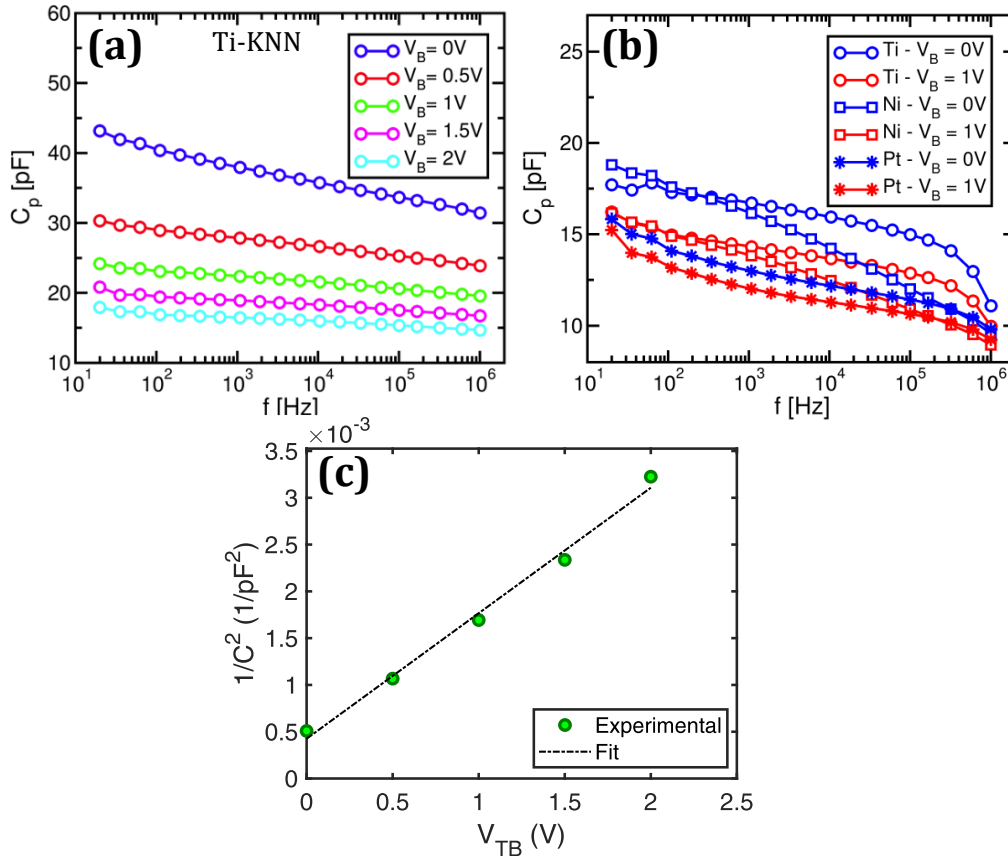 (a) Ti-KNN
V_B= 0V
V_B= 0.5V
V_B= 1V
V_B= 1.5V
V_B= 2V
60
50
40
30
20
10
C_p [pF]
10^1 10^2 10^3 10^4 10^5 10^6
f [Hz]
(b)
Ti - V_B = 0V
Ti - V_B = 1V
Ni - V_B = 0V
Ni - V_B = 1V
Pt - V_B = 0V
Pt - V_B = 1V
25
20
15
10
C_p [pF]
10^1 10^2 10^3 10^4 10^5 10^6
f [Hz]
×10^-3
(c)
3.5
3
2.5
2
1.5
1
0.5
0
1/C^2 (1/pF^2)
Experimental
Fit
0 0.5 1 1.5 2 2.5
V_TB (V)